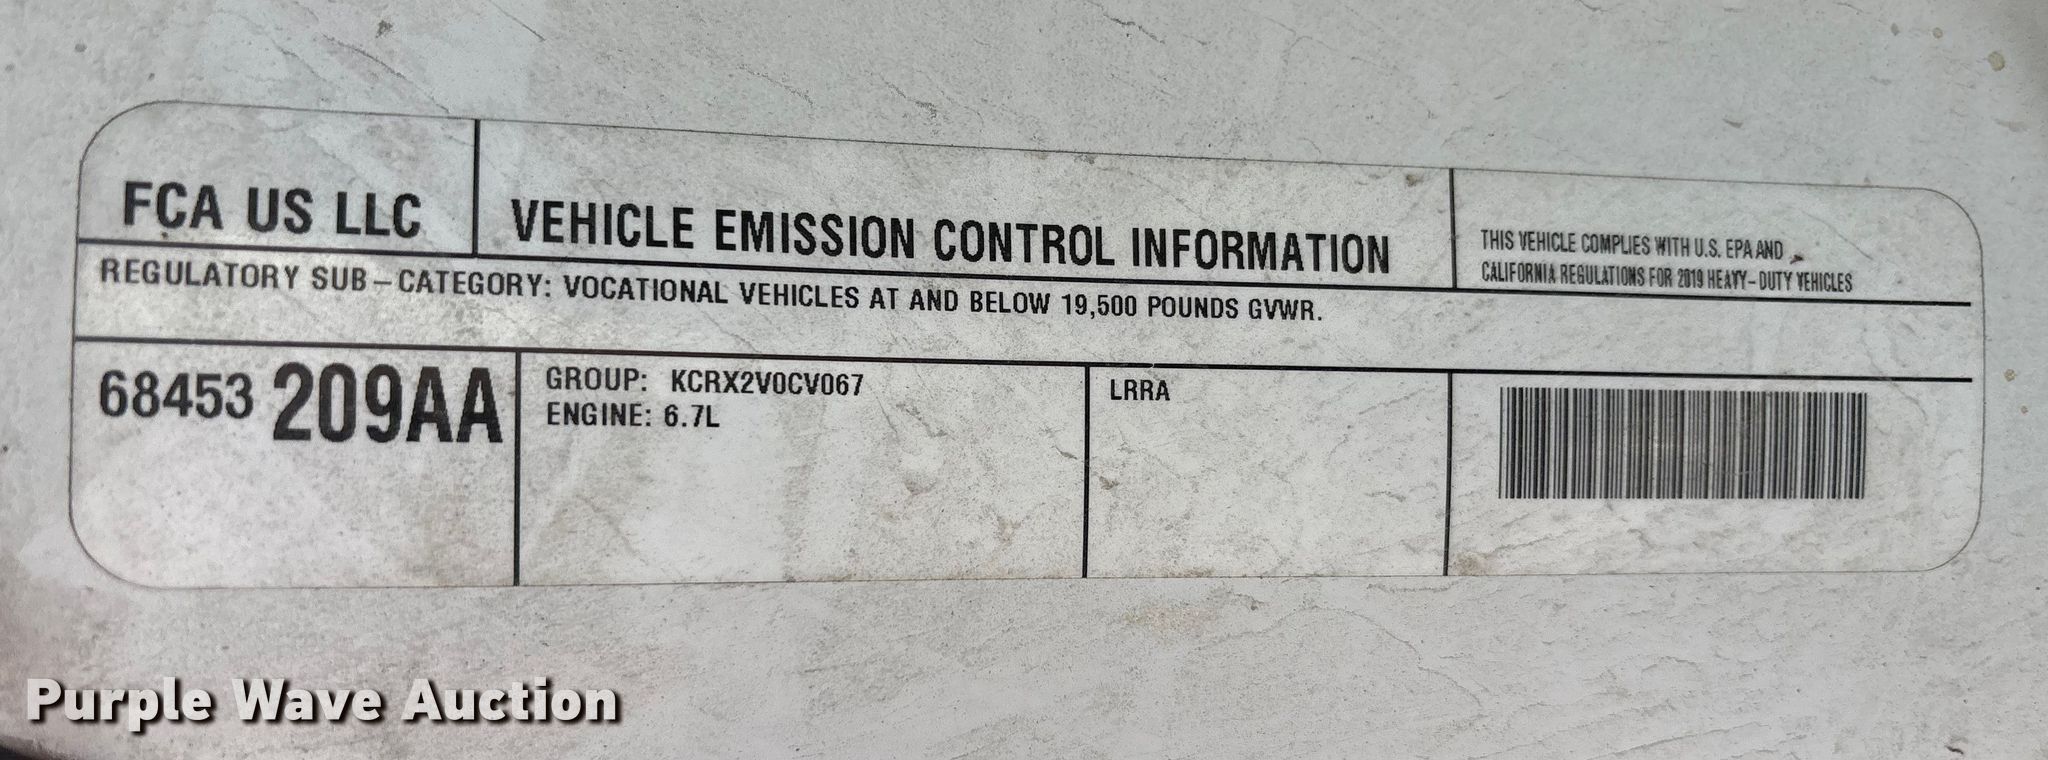 FCA US LLC
VEHICLE EMISSION CONTROL INFORMATION
THIS VEHICLE COMPLIES WITH U.S. EPA AND
CALIFORNIA REGULATIONS FOR 2019 HEAVY-DUTY VEHICLES
REGULATORY SUB-CATEGORY: VOCATIONAL VEHICLES AT AND BELOW 19,500 POUNDS GVWR.
68453 209AA
GROUP: KCRX2V0CV067
ENGINE: 6.7L
LRRA
Purple Wave Auction